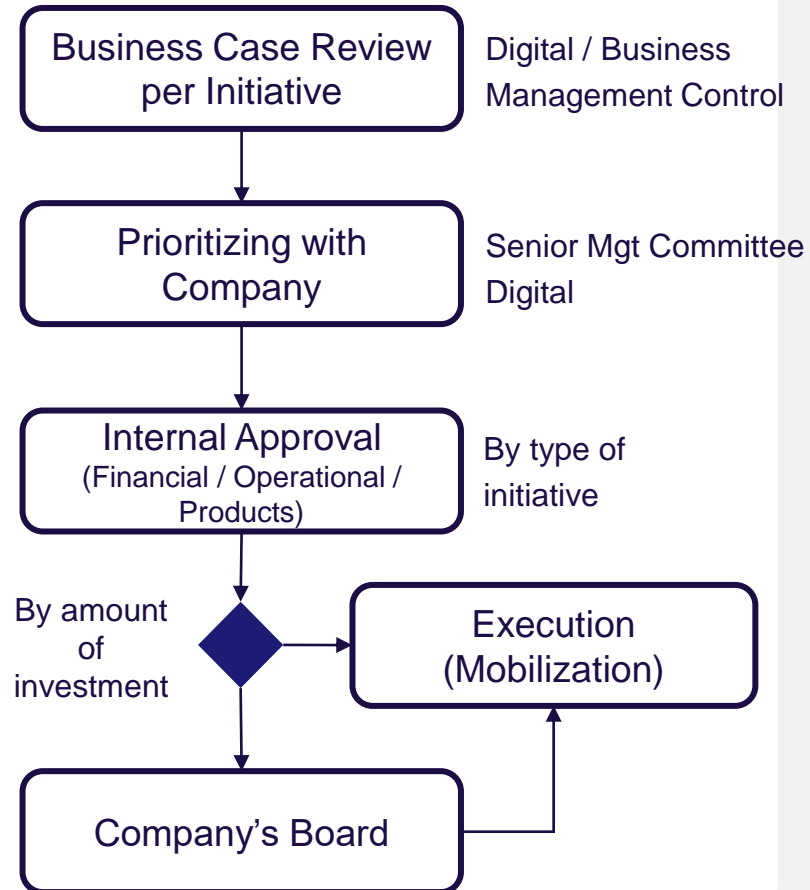 Business Case Review
per Initiative
Digital / Business
Management Control
Prioritizing with
Company
Senior Mgt Committee
Digital
Internal Approval
(Financial / Operational /
Products)
By type of
initiative
By amount
of
investment
Execution
(Mobilization)
Company’s Board